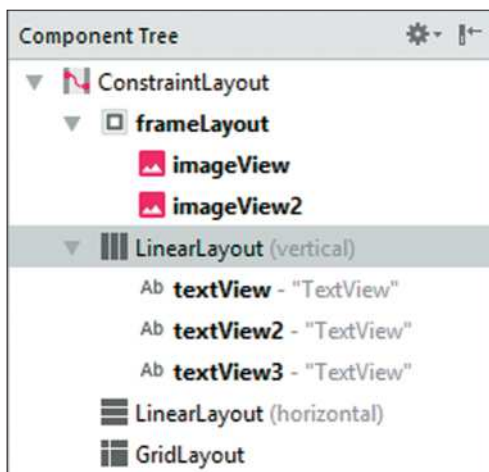 Component Tree
ConstraintLayout
frameLayout
imageView
imageView2
LinearLayout (vertical)
Ab textView - "TextView"
Ab textView2 - "TextView"
Ab textView3 - "TextView"
LinearLayout (horizontal)
GridLayout